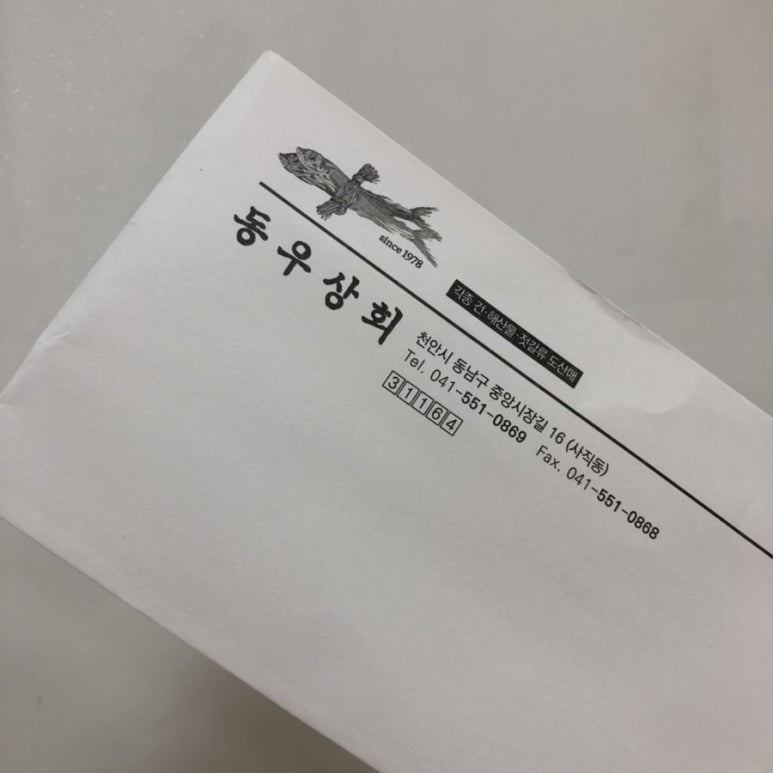 since 1978
동우상회
각종 건·해산물·젓갈류 도산매
천안시 동남구 중앙시장길 16 (사직동)
Tel. 041-551-0869 Fax. 041-551-0868
31164